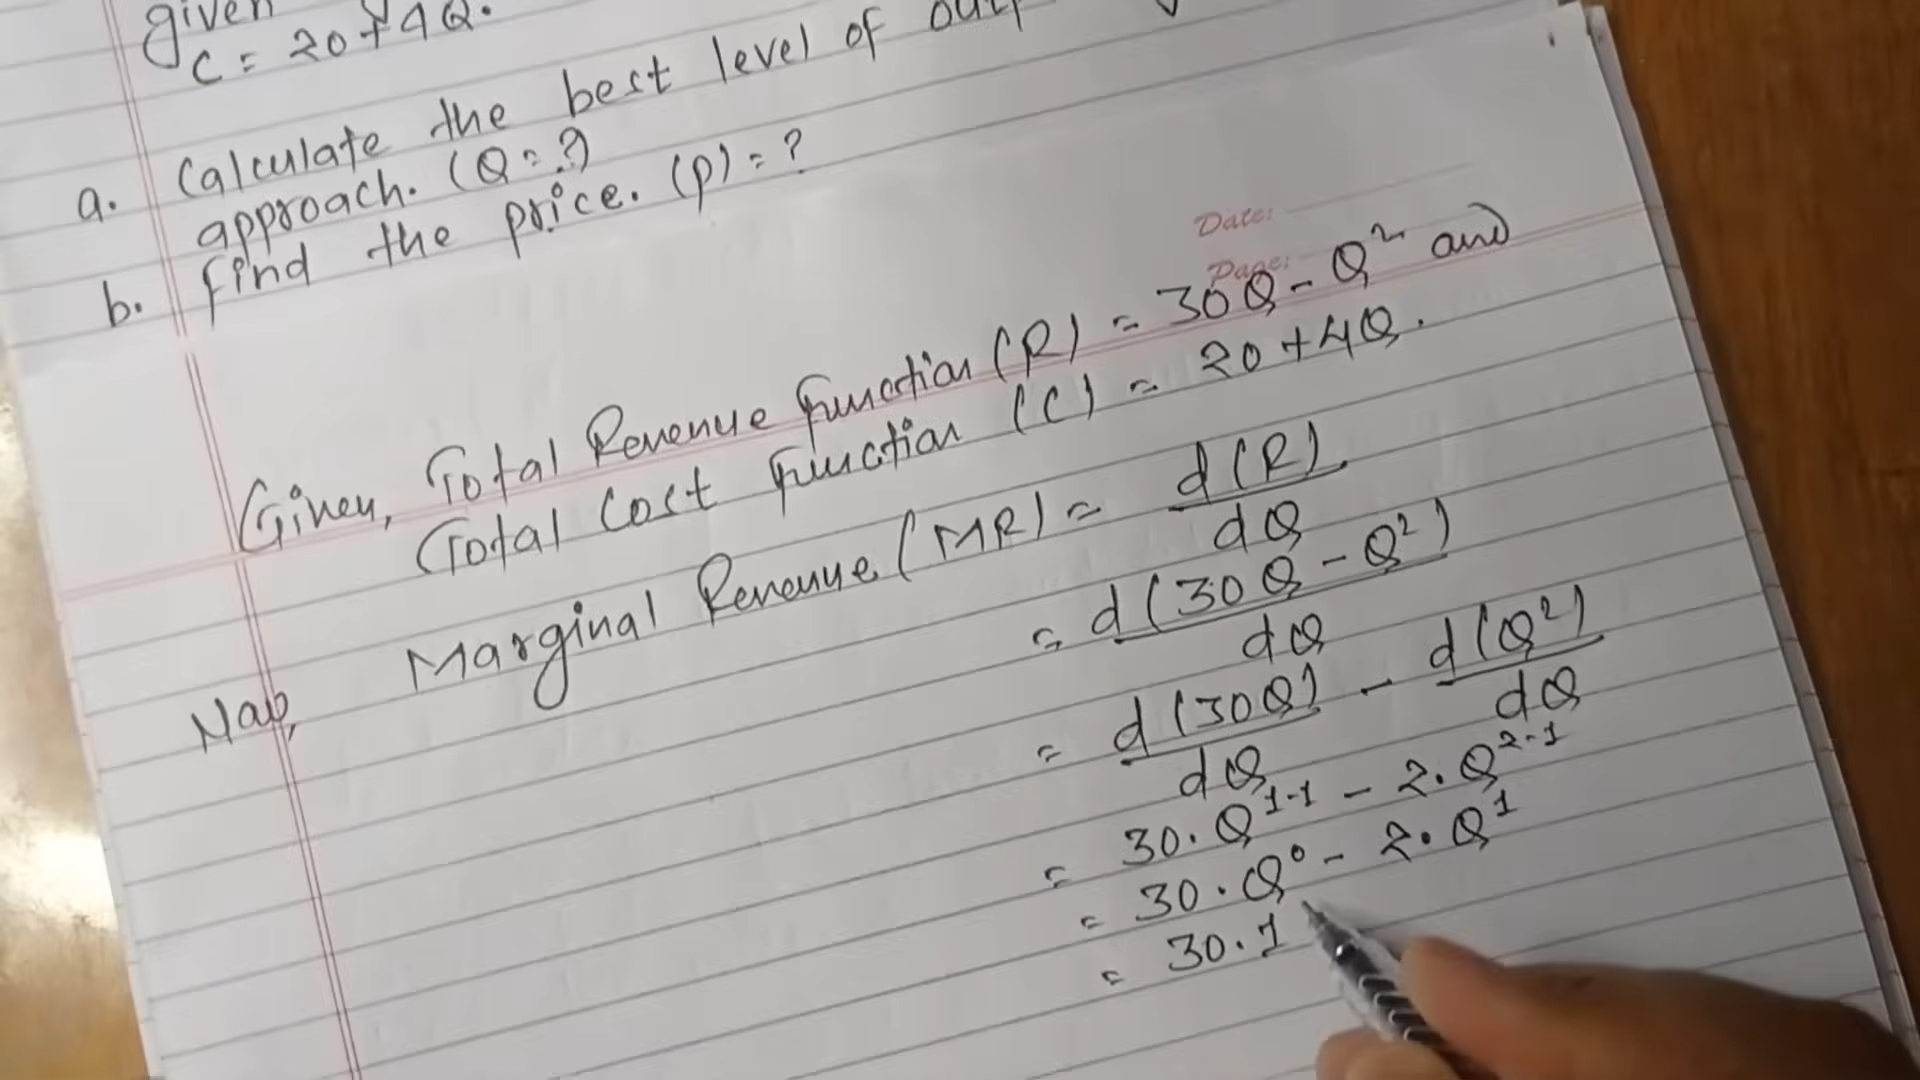 given
C = 20+4Q.
a. Calculate the best level of
approach. (Q = ?)
b. find the price. (P) = ?
Date:
Page:
Given, Total Revenue function (R) = 30Q - Q² and
Total Cost function (C) = 20 + 4Q.
Now, Marginal Revenue (MR) = d(R)/dQ
= d(30Q - Q²)/dQ
= d(30Q)/dQ - d(Q²)/dQ
= 30.Q¹⁻¹ - 2.Q²⁻¹
= 30.Q⁰ - 2.Q¹
= 30.1